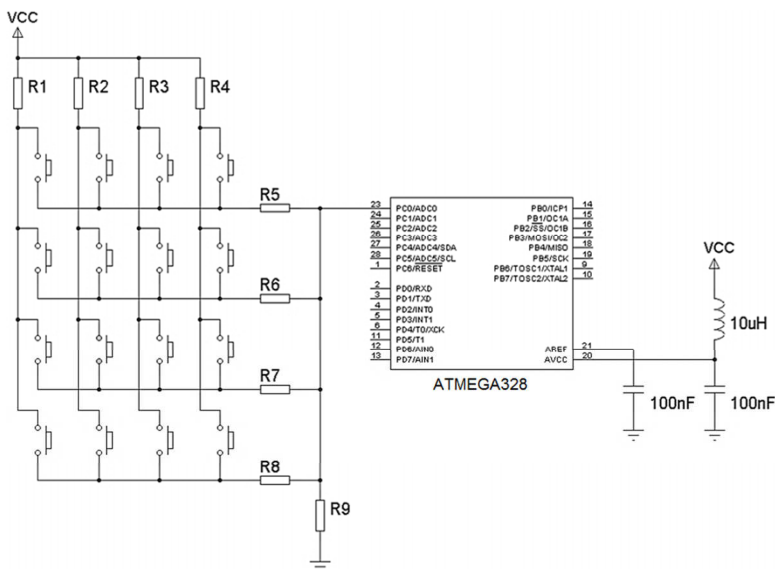 VCC
R1 R2 R3 R4
R5
R6
R7
R8
R9
23 PC0/ADC0 PB0/ICP1 14
24 PC1/ADC1 PB1/OC1A 15
25 PC2/ADC2 PB2/SS/OC1B 16
26 PC3/ADC3 PB3/MOSI/OC2 17
27 PC4/ADC4/SDA PB4/MISO 18
28 PC5/ADC5/SCL PB5/SCK 19
1 PC6/RESET PB6/TOSC1/XTAL1 9
PB7/TOSC2/XTAL2 10
2 PD0/RXD
3 PD1/TXD
4 PD2/INT0
5 PD3/INT1
6 PD4/T0/XCK
11 PD5/T1
12 PD6/AIN0 AREF 21
13 PD7/AIN1 AVCC 20
ATMEGA328
VCC
10uH
100nF 100nF